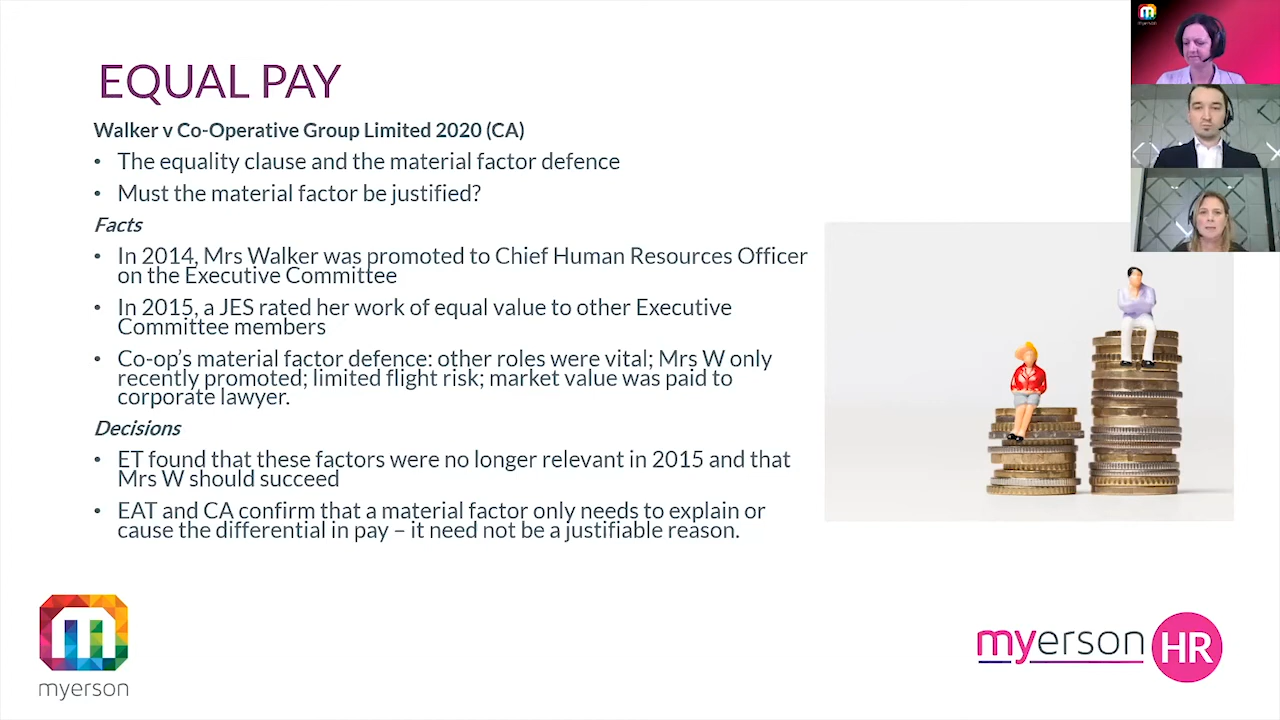 EQUAL PAY
Walker v Co-Operative Group Limited 2020 (CA)
• The equality clause and the material factor defence
• Must the material factor be justified?
Facts
• In 2014, Mrs Walker was promoted to Chief Human Resources Officer
on the Executive Committee
• In 2015, a JES rated her work of equal value to other Executive
Committee members
• Co-op's material factor defence: other roles were vital; Mrs W only
recently promoted; limited flight risk; market value was paid to
corporate lawyer.
Decisions
• ET found that these factors were no longer relevant in 2015 and that
Mrs W should succeed
• EAT and CA confirm that a material factor only needs to explain or
cause the differential in pay – it need not be a justifiable reason.
myerson
myerson HR
myerson